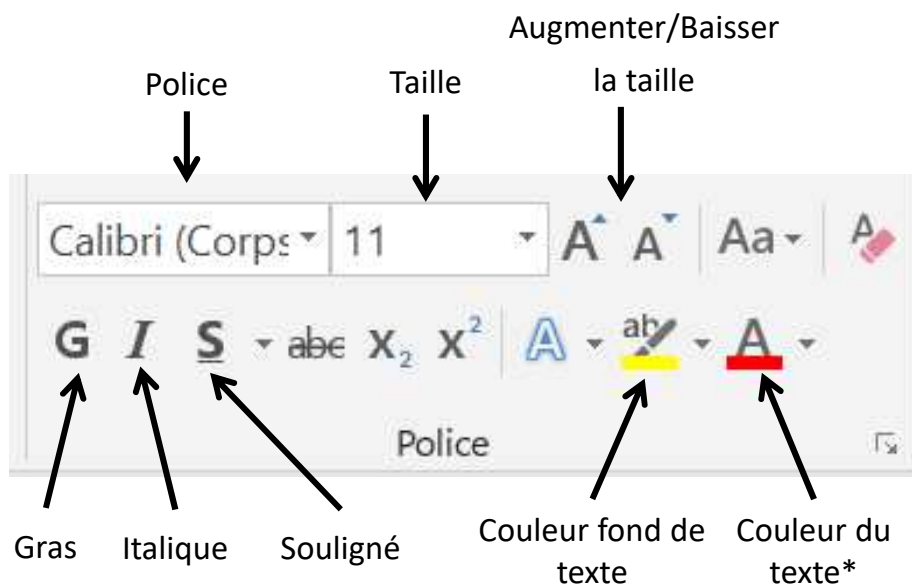 Augmenter/Baisser
Police Taille la taille
Calibri (Corps 11 A A Aa A
G I S abc X2 X2 A ab A
Police
Gras Italique Souligné Couleur fond de texte Couleur du texte*